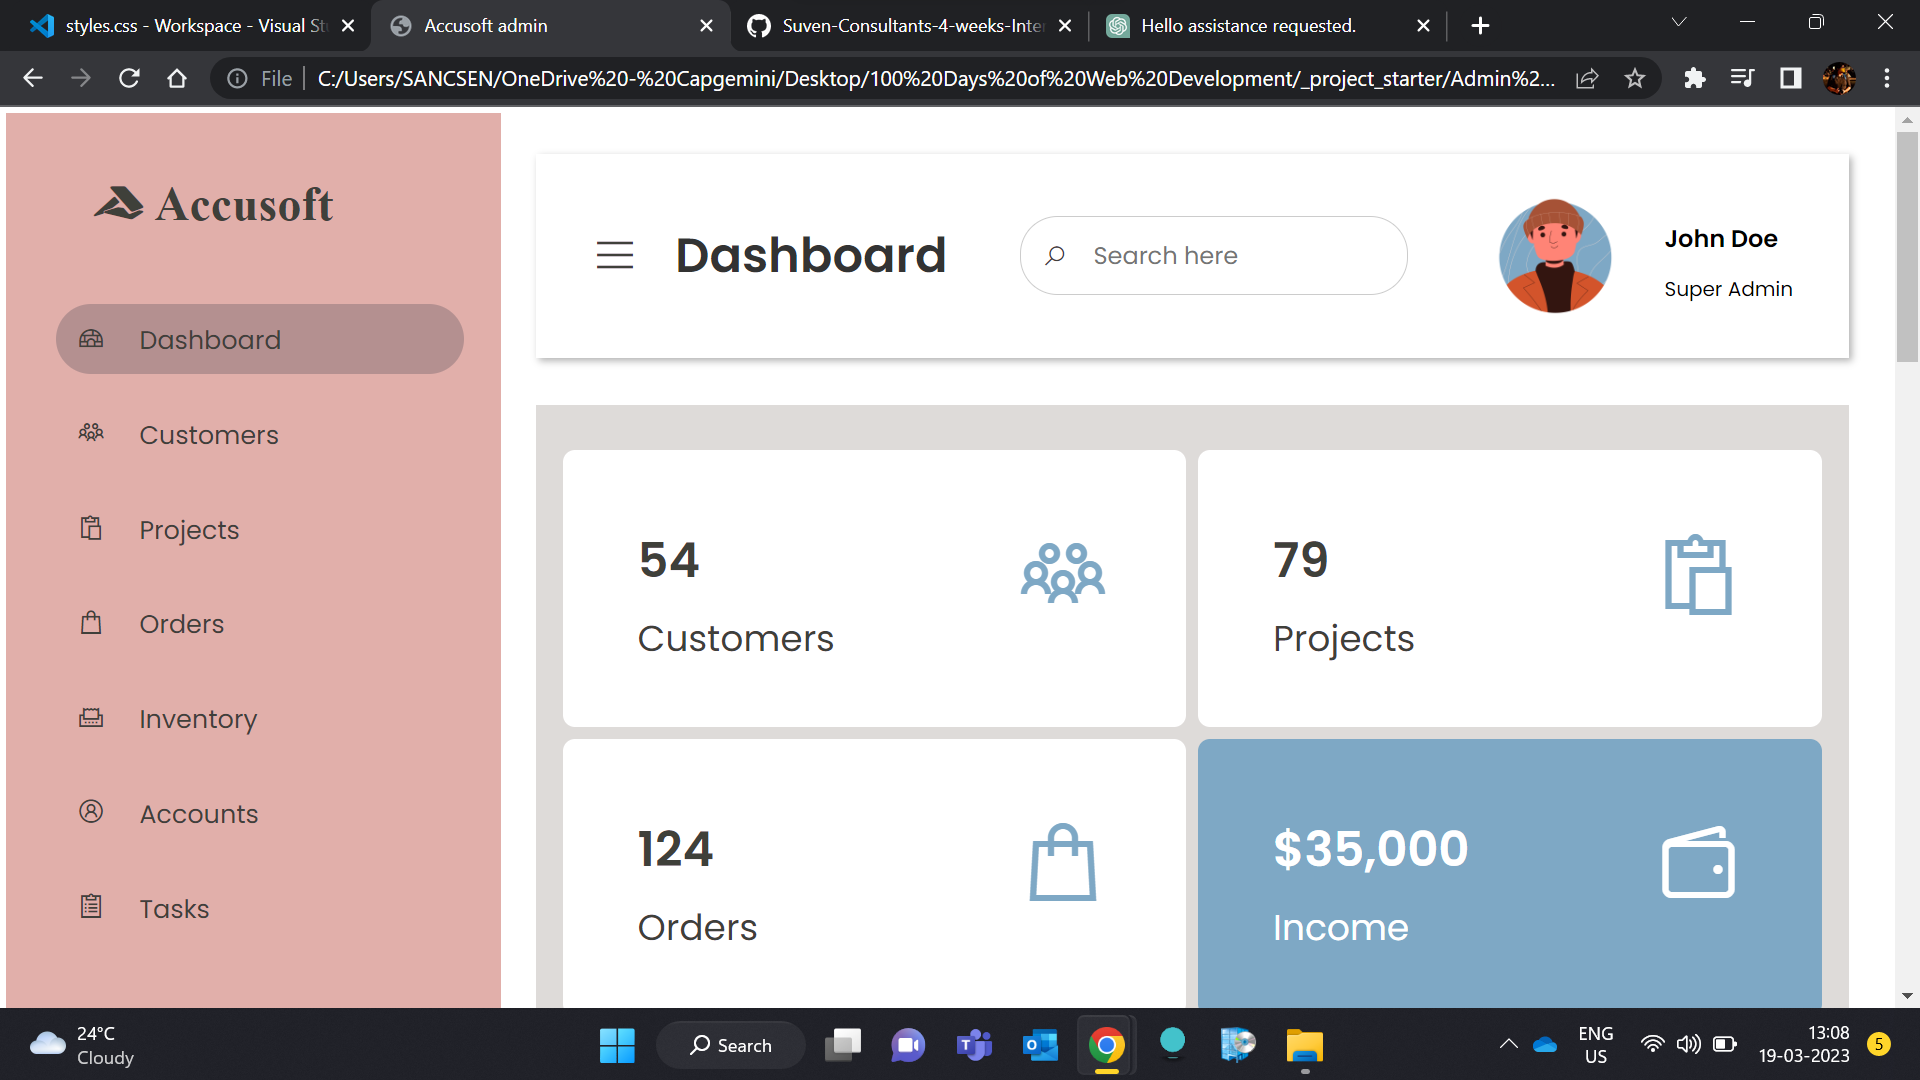 styles.css - Workspace - Visual St
Accusoft admin
Suven-Consultants-4-weeks-Inter
Hello assistance requested.
File
C:/Users/SANCSEN/OneDrive%20-%20Capgemini/Desktop/100%20Days%20of%20Web%20Development/_project_starter/Admin%2...
Accusoft
Dashboard
Customers
Projects
Orders
Inventory
Accounts
Tasks
Dashboard
Search here
John Doe
Super Admin
54
Customers
79
Projects
124
Orders
$35,000
Income
24°C
Cloudy
Search
ENG
US
13:08
19-03-2023
5